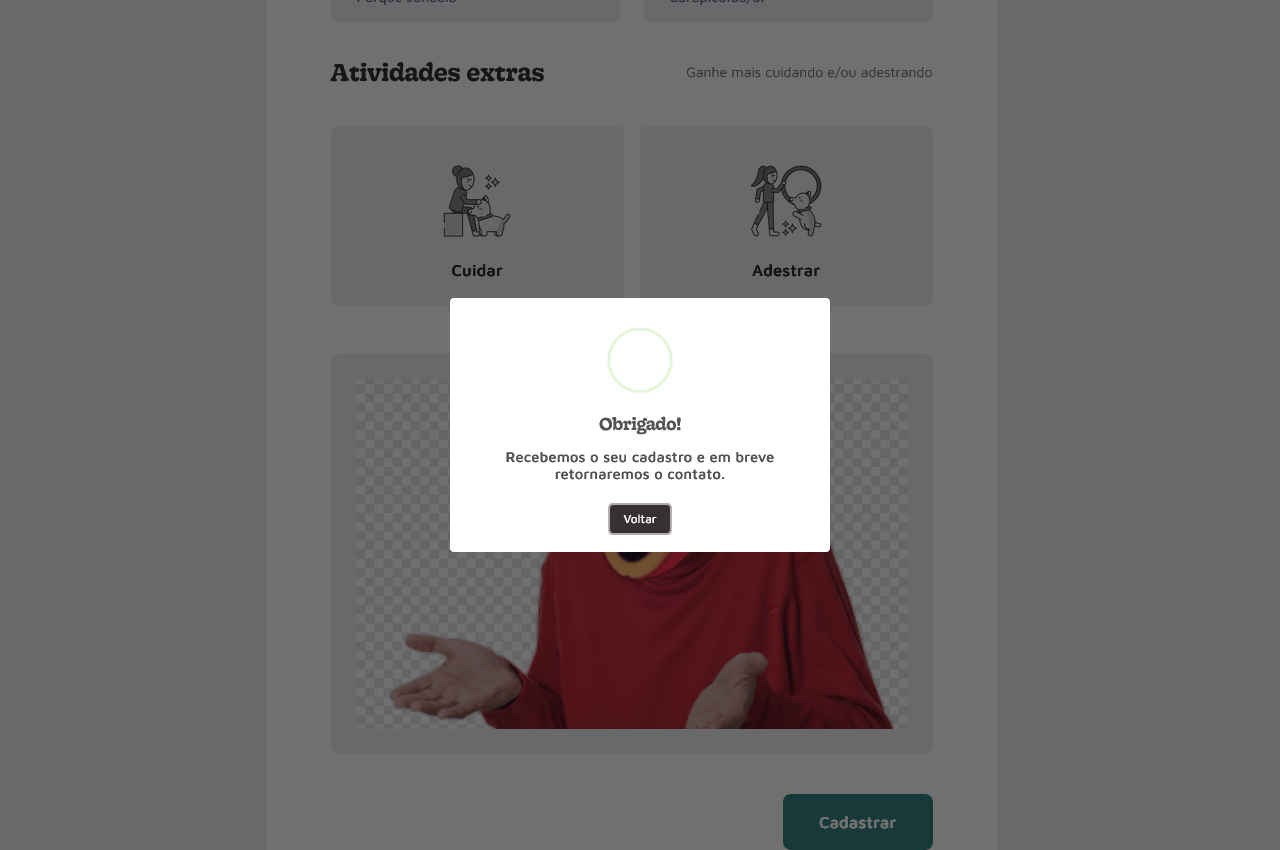 Atividades extras
Ganhe mais cuidando e/ou adestrando
Cuidar
Adestrar
Obrigado!
Recebemos o seu cadastro e em breve
retornaremos o contato.
Voltar
Cadastrar